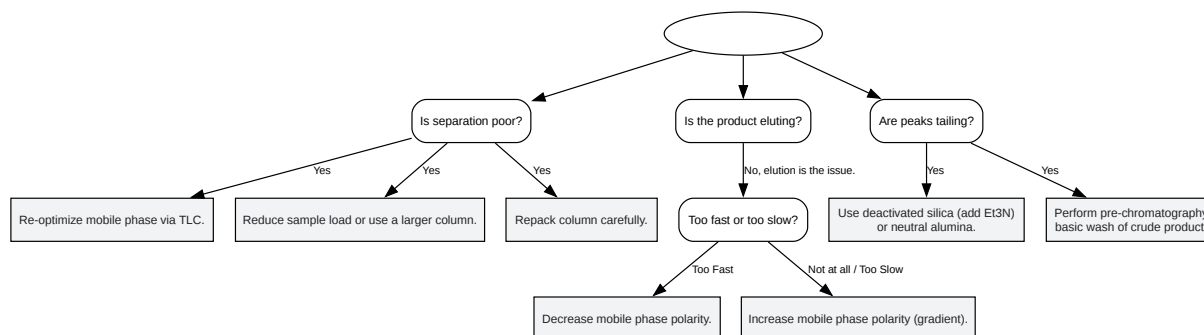 Is separation poor?
Is the product eluting?
Are peaks tailing?
Yes
Yes
Yes
No, elution is the issue.
Yes
Yes
Re-optimize mobile phase via TLC.
Reduce sample load or use a larger column.
Repack column carefully.
Too fast or too slow?
Use deactivated silica (add Et3N)
or neutral alumina.
Perform pre-chromatography
basic wash of crude product
Too Fast
Not at all / Too Slow
Decrease mobile phase polarity.
Increase mobile phase polarity (gradient).